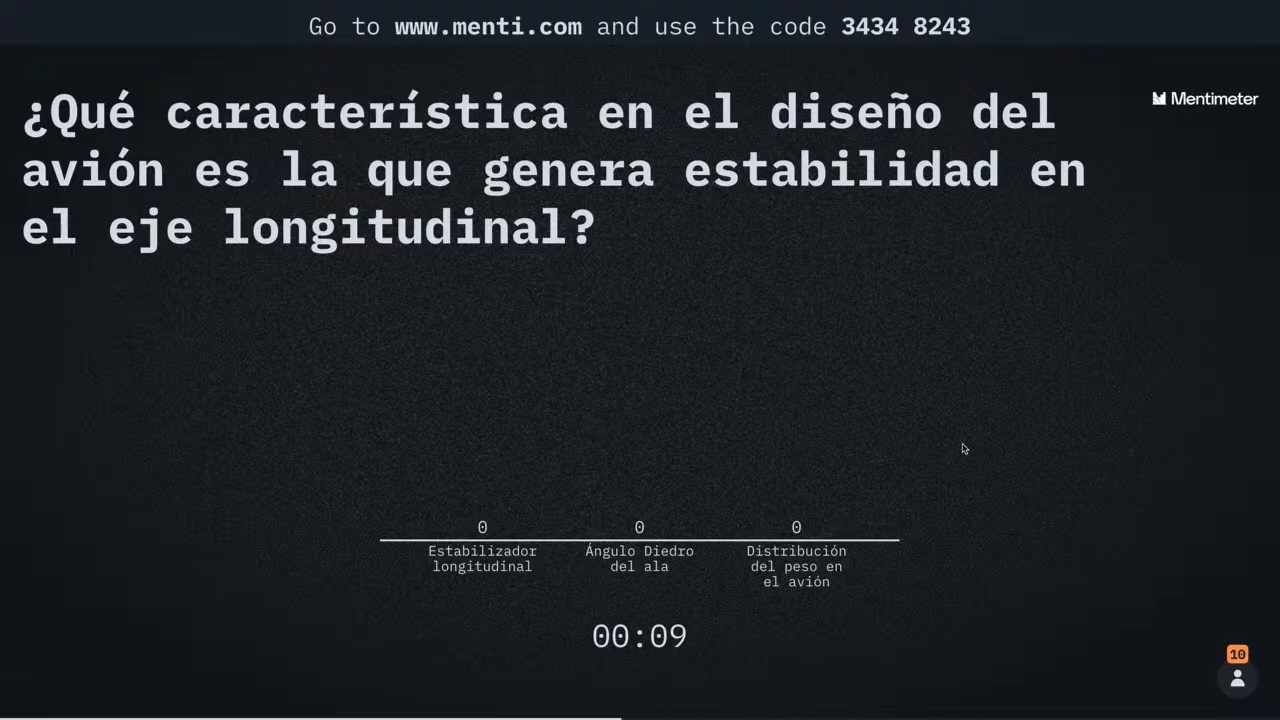 Go to www.menti.com and use the code 3434 8243
Mentimeter
¿Qué característica en el diseño del
avión es la que genera estabilidad en
el eje longitudinal?
0 0 0
Estabilizador
longitudinal
Ángulo Diedro
del ala
Distribución
del peso en
el avión
00:09
10